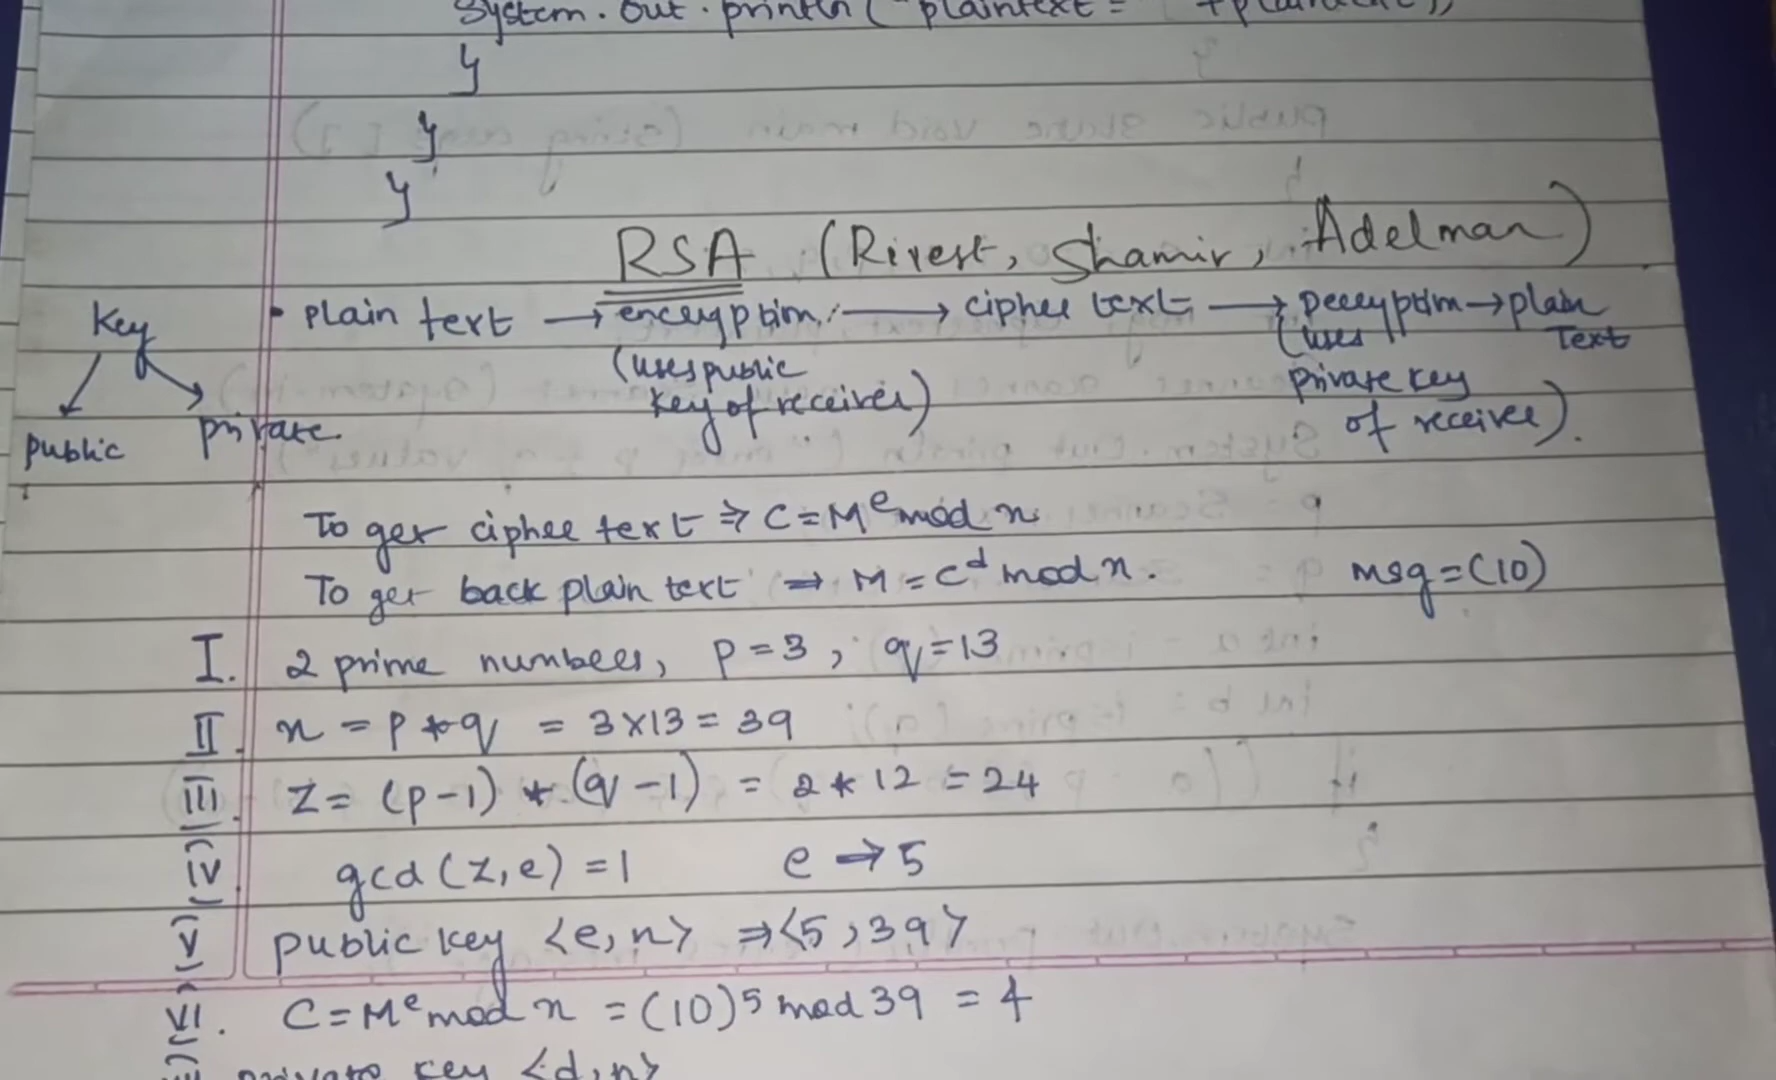 System.out.println("plaintext = " +plaintext);
}
}
}
RSA (Rivest, Shamir, Adelman)
Key
public private
• plain text → encryption → cipher text → Decryption → plain Text
(uses public key of receiver)
(uses private key of receiver).
To get cipher text ⇒ C = M^e mod n
To get back plain text ⇒ M = C^d mod n. msg = (10)
I. 2 prime numbers, p = 3, q = 13
II. n = p * q = 3 x 13 = 39
III. Z = (p-1) * (q-1) = 2 * 12 = 24
IV. gcd (z, e) = 1 e → 5
V. public key <e, n> ⇒ <5, 39>
VI. C = M^e mod n = (10)^5 mod 39 = 4
private key <d, n>